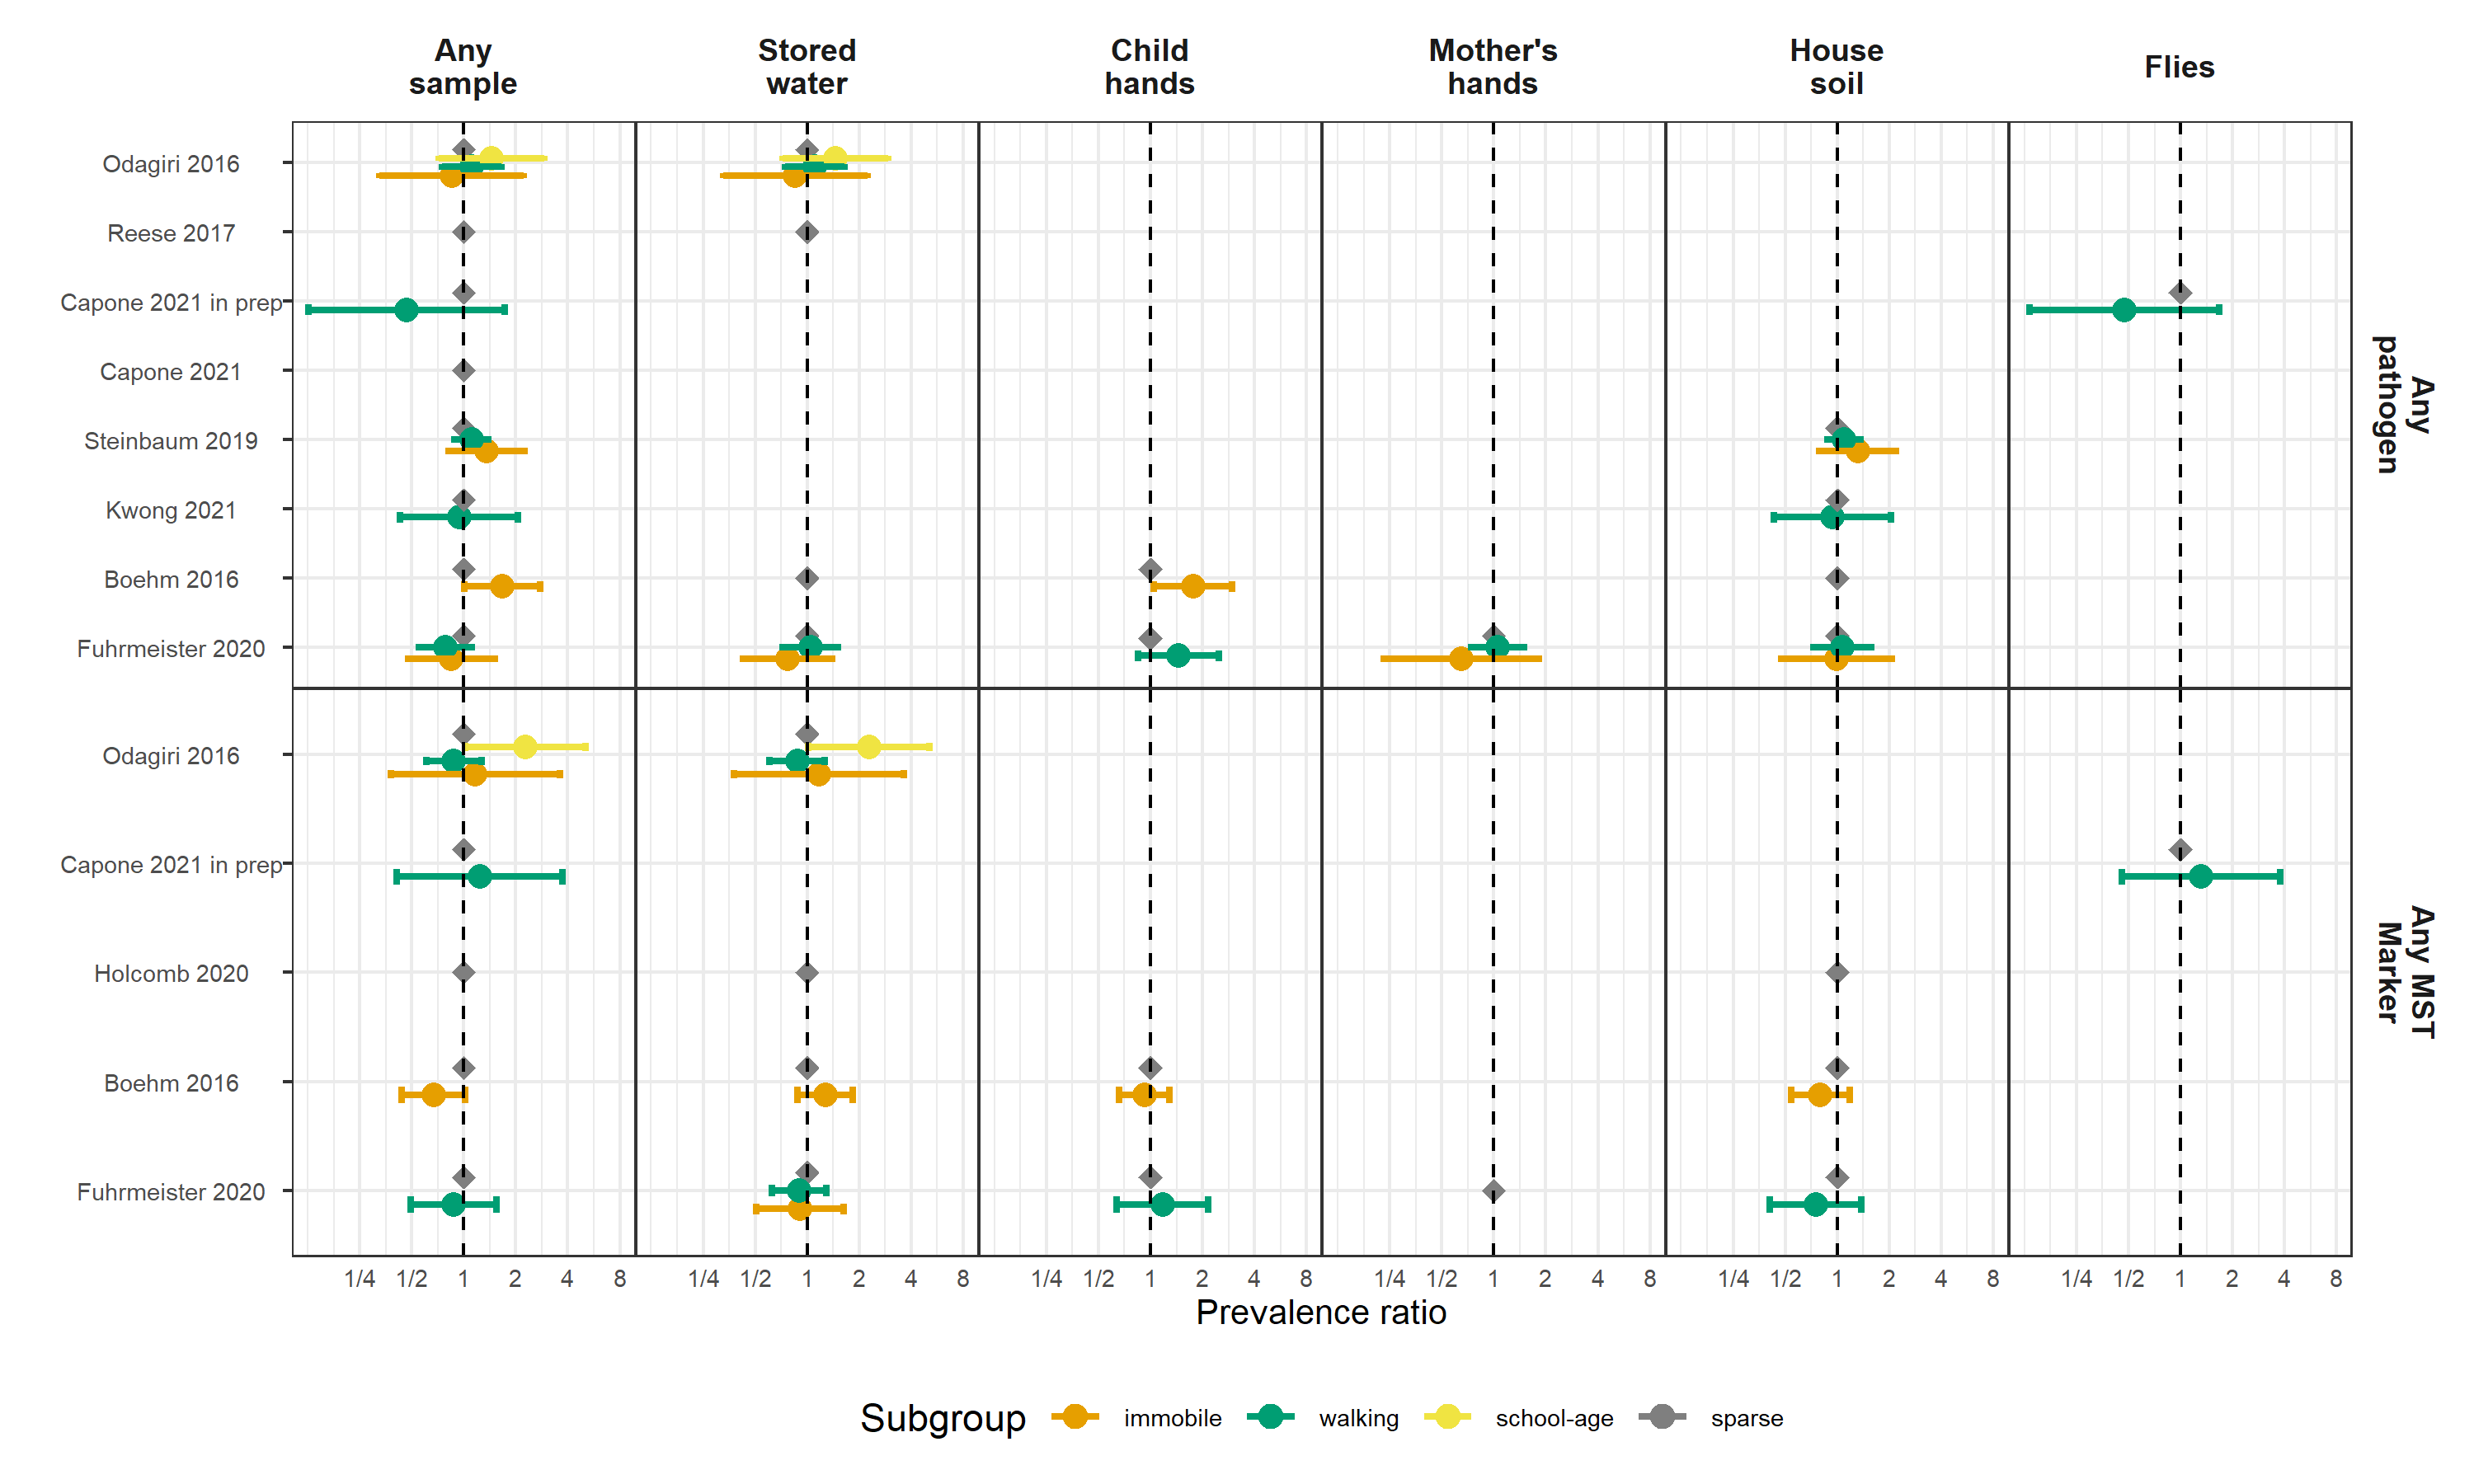 Any
sample
Stored
water
Child
hands
Mother's
hands
House
soil
Flies
Odagiri 2016
Reese 2017
Capone 2021 in prep
Capone 2021
Steinbaum 2019
Kwong 2021
Boehm 2016
Fuhrmeister 2020
Any
pathogen
Odagiri 2016
Capone 2021 in prep
Holcomb 2020
Boehm 2016
Fuhrmeister 2020
Any MST
Marker
1/4 1/2 1 2 4 8 1/4 1/2 1 2 4 8 1/4 1/2 1 2 4 8 1/4 1/2 1 2 4 8 1/4 1/2 1 2 4 8 1/4 1/2 1 2 4 8
Prevalence ratio
Subgroup immobile walking school-age sparse